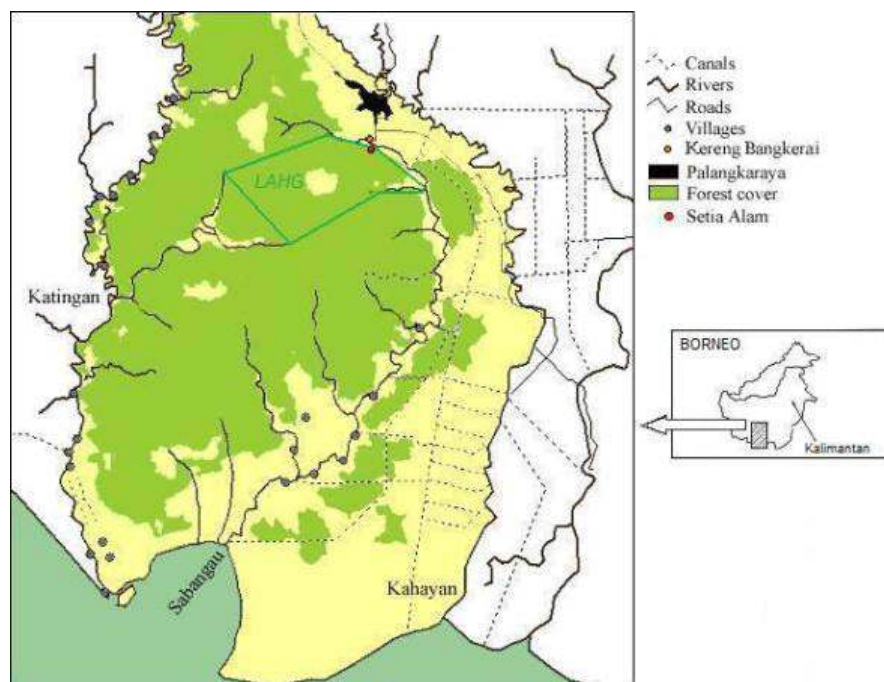 LAHG
Katingan
Sabangau
Kahayan
Canals
Rivers
Roads
Villages
Kereng Bangkerai
Palangkaraya
Forest cover
Setia Alam
BORNEO
Kalimantan